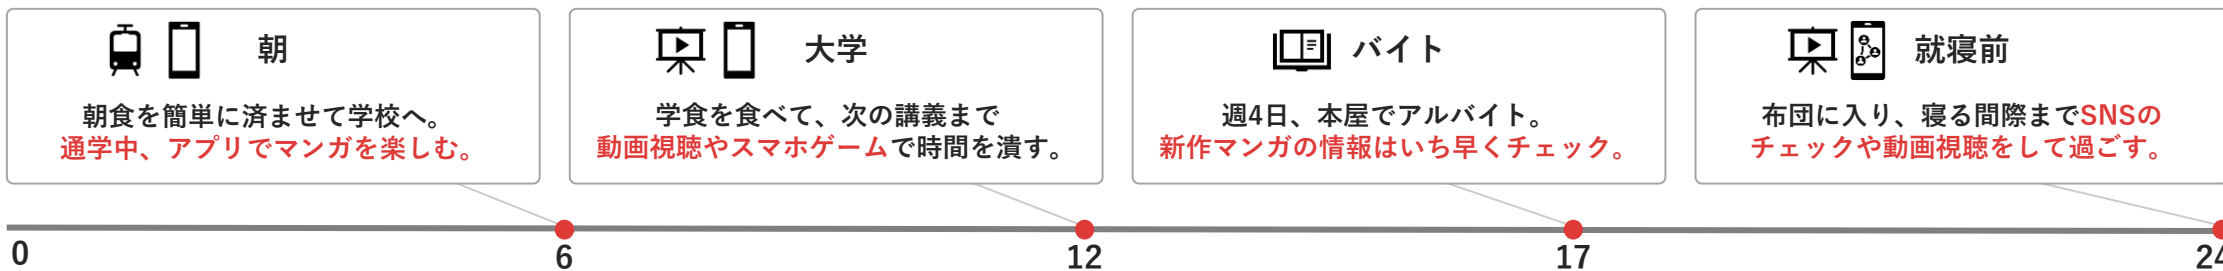 朝
朝食を簡単に済ませて学校へ。
通学中、アプリでマンガを楽しむ。
大学
学食を食べて、次の講義まで
動画視聴やスマホゲームで時間を潰す。
バイト
週4日、本屋でアルバイト。
新作マンガの情報はいち早くチェック。
就寝前
布団に入り、寝る間際までSNSの
チェックや動画視聴をして過ごす。
0
6
12
17
24